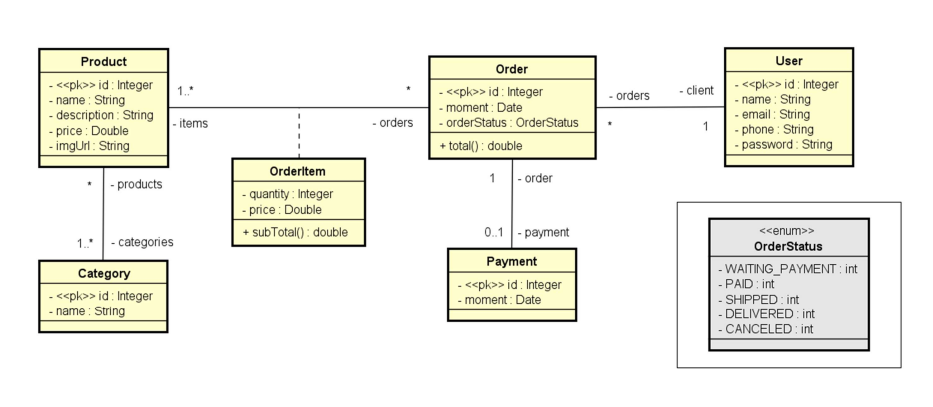 Product
- <<pk>> id : Integer
- name : String
- description : String
- price : Double
- imgUrl : String
1..*
- items
*
- orders
Order
- <<pk>> id : Integer
- moment : Date
- orderStatus : OrderStatus
+ total() : double
- orders
*
- client
1
User
- <<pk>> id : Integer
- name : String
- email : String
- phone : String
- password : String
OrderItem
- quantity : Integer
- price : Double
+ subTotal() : double
* - products
1..* - categories
1 - order
0..1 - payment
Category
- <<pk>> id : Integer
- name : String
Payment
- <<pk>> id : Integer
- moment : Date
<<enum>>
OrderStatus
- WAITING_PAYMENT : int
- PAID : int
- SHIPPED : int
- DELIVERED : int
- CANCELED : int